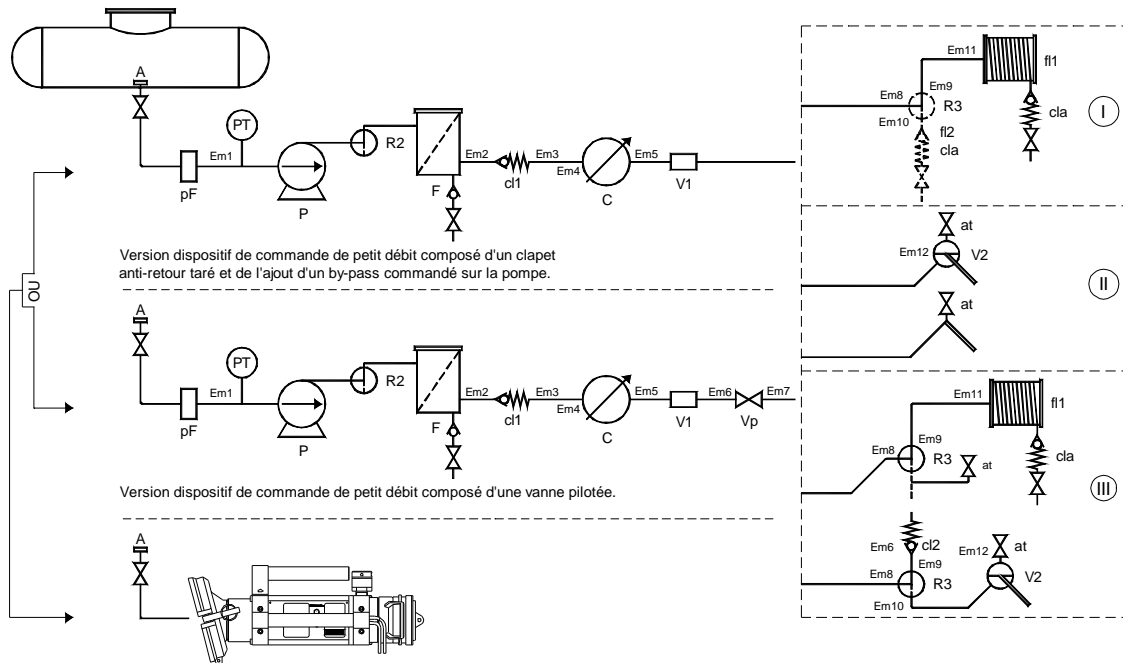 A
PT
Em1
pF
P
R2
F
Em2
cl1
Em3
Em4
C
Em5
V1
Version dispositif de commande de petit débit composé d'un clapet
anti-retour taré et de l'ajout d'un by-pass commandé sur la pompe.
OU
A
PT
Em1
pF
P
R2
F
Em2
cl1
Em3
Em4
C
Em5
V1
Em6
Vp
Em7
Version dispositif de commande de petit débit composé d'une vanne pilotée.
A
Em11
fl1
Em8
Em9
R3
Em10
fl2
cla
cla
I
at
Em12
V2
at
II
Em11
fl1
Em9
Em8
R3
at
cla
III
cl2
Em6
Em9
Em8
R3
Em10
Em12
at
V2